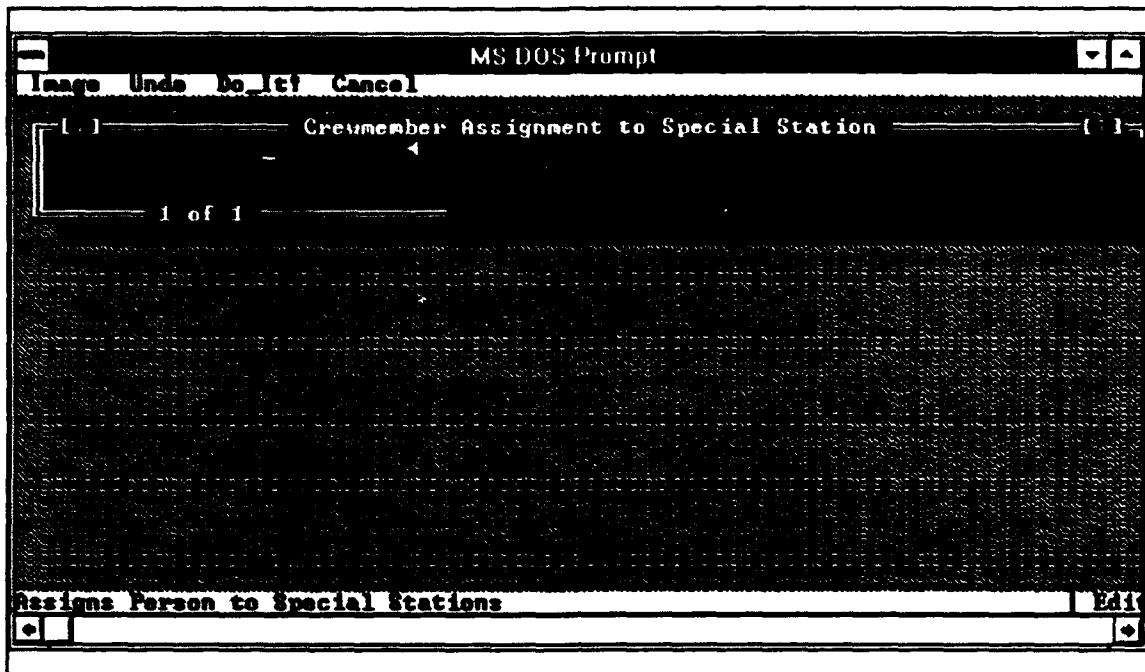 MS DOS Prompt
Image Undo Do_It! Cancel
Crewmember Assignment to Special Station
1 of 1
Assigns Person to Special Stations
Edit